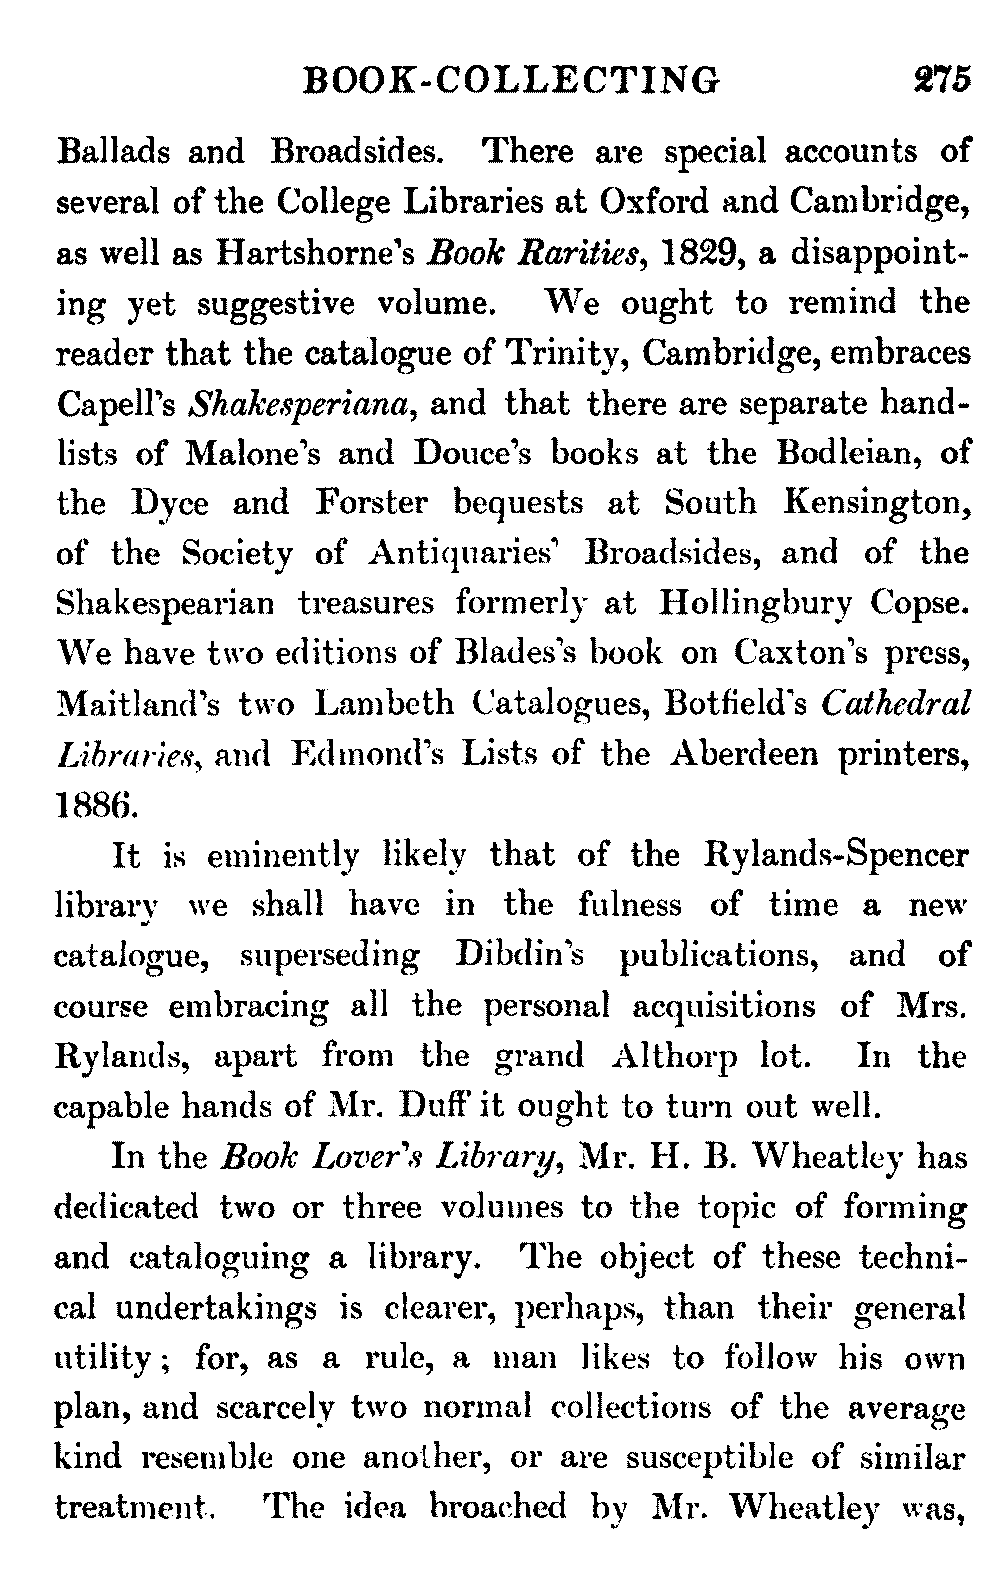 BOOK-COLLECTING 275
Ballads and Broadsides. There are special accounts of
several of the College Libraries at Oxford and Cambridge,
as well as Hartshorne's Book Rarities, 1829, a disappoint-
ing yet suggestive volume. We ought to remind the
reader that the catalogue of Trinity, Cambridge, embraces
Capell's Shakesperiana, and that there are separate hand-
lists of Malone's and Douce's books at the Bodleian, of
the Dyce and Forster bequests at South Kensington,
of the Society of Antiquaries' Broadsides, and of the
Shakespearian treasures formerly at Hollingbury Copse.
We have two editions of Blades's book on Caxton's press,
Maitland's two Lambeth Catalogues, Botfield's Cathedral
Libraries, and Edmond's Lists of the Aberdeen printers,
1886.
It is eminently likely that of the Rylands-Spencer
library we shall have in the fulness of time a new
catalogue, superseding Dibdin's publications, and of
course embracing all the personal acquisitions of Mrs.
Rylands, apart from the grand Althorp lot. In the
capable hands of Mr. Duff it ought to turn out well.
In the Book Lover's Library, Mr. H. B. Wheatley has
dedicated two or three volumes to the topic of forming
and cataloguing a library. The object of these techni-
cal undertakings is clearer, perhaps, than their general
utility; for, as a rule, a man likes to follow his own
plan, and scarcely two normal collections of the average
kind resemble one another, or are susceptible of similar
treatment. The idea broached by Mr. Wheatley was,